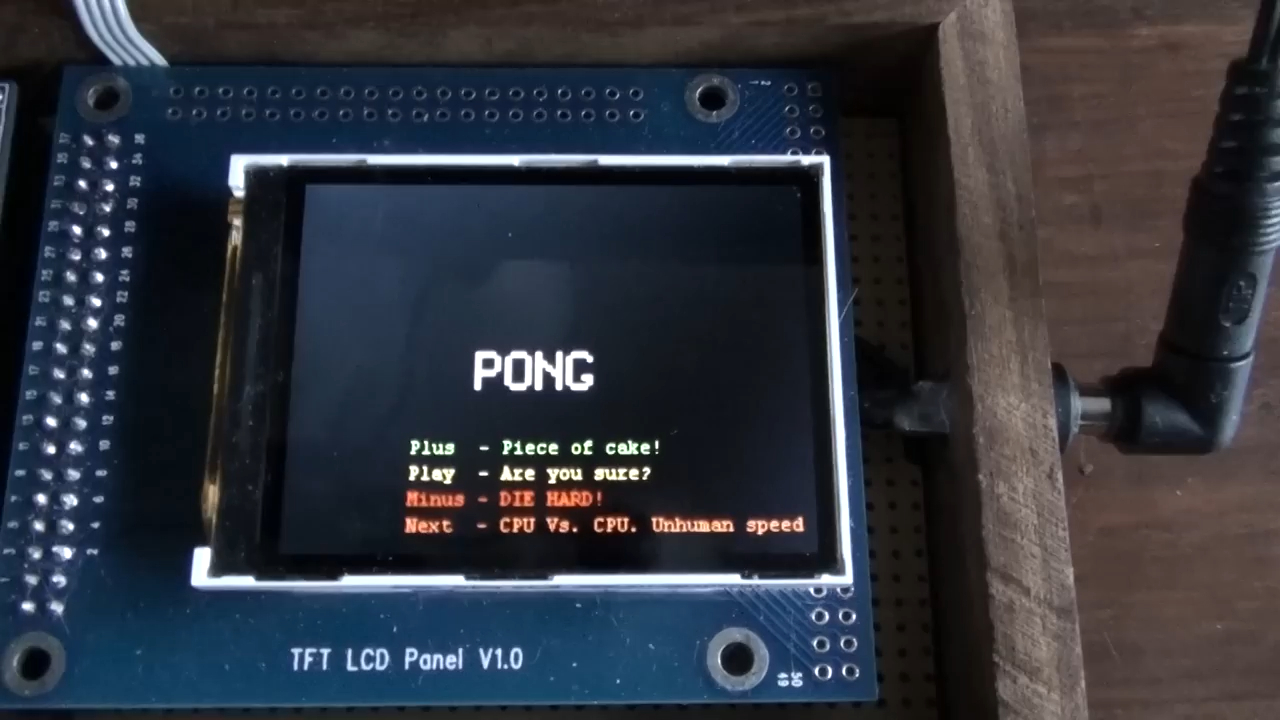 PONG
Plus - Piece of cake!
Play - Are you sure?
Minus - DIE HARD!
Next - CPU Vs. CPU. Unhuman speed
TFT LCD Panel V1.0